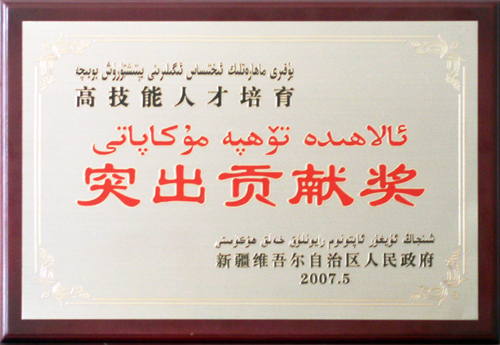 يۇقىرى ماھارەتلىك ئىختىساس ئىگىلىرىنى يېتىشتۈرۈش بويىچە
高技能人才培育
ئالاھىدە تۆھپە مۇكاپاتى
突出贡献奖
شىنجاڭ ئۇيغۇر ئاپتونوم رايونلۇق خەلق ھۆكۈمىتى
新疆维吾尔自治区人民政府
2007.5